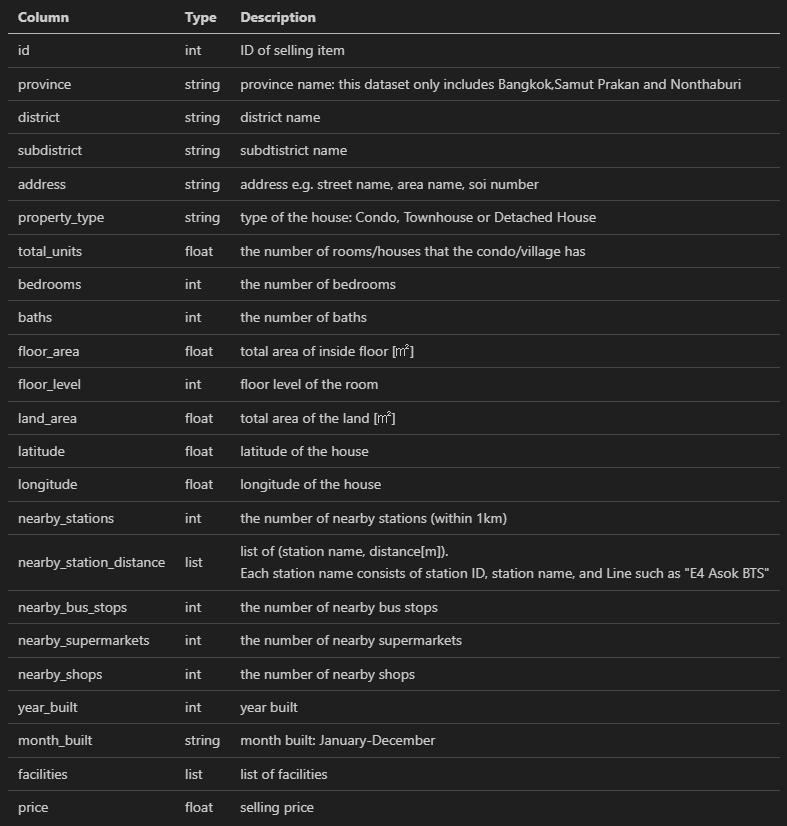 Column Type Description
id int ID of selling item
province string province name: this dataset only includes Bangkok,Samut Prakan and Nonthaburi
district string district name
subdistrict string subdtistrict name
address string address e.g. street name, area name, soi number
property_type string type of the house: Condo, Townhouse or Detached House
total_units float the number of rooms/houses that the condo/village has
bedrooms int the number of bedrooms
baths int the number of baths
floor_area float total area of inside floor [㎡]
floor_level int floor level of the room
land_area float total area of the land [㎡]
latitude float latitude of the house
longitude float longitude of the house
nearby_stations int the number of nearby stations (within 1km)
nearby_station_distance list list of (station name, distance[m]).
Each station name consists of station ID, station name, and Line such as "E4 Asok BTS"
nearby_bus_stops int the number of nearby bus stops
nearby_supermarkets int the number of nearby supermarkets
nearby_shops int the number of nearby shops
year_built int year built
month_built string month built: January-December
facilities list list of facilities
price float selling price